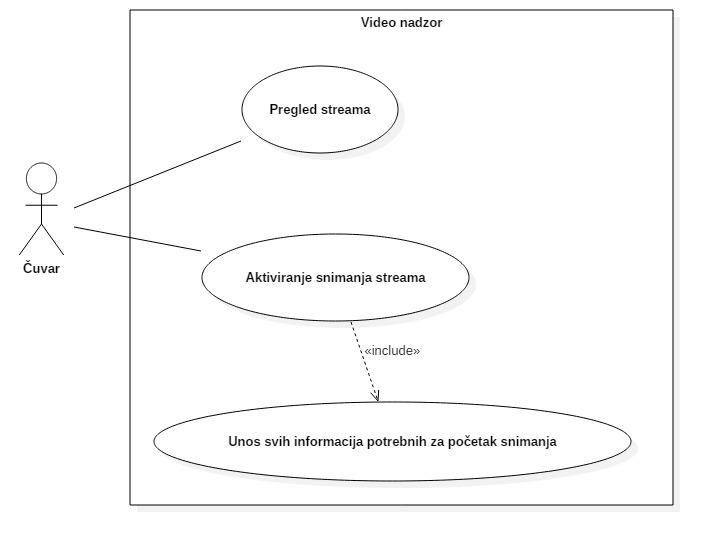 Video nadzor
Pregled streama
Čuvar
Aktiviranje snimanja streama
«include»
Unos svih informacija potrebnih za početak snimanja